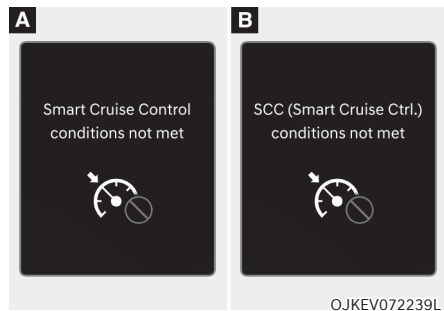 A
Smart Cruise Control
conditions not met
B
SCC (Smart Cruise Ctrl.)
conditions not met
OJKEV072239L